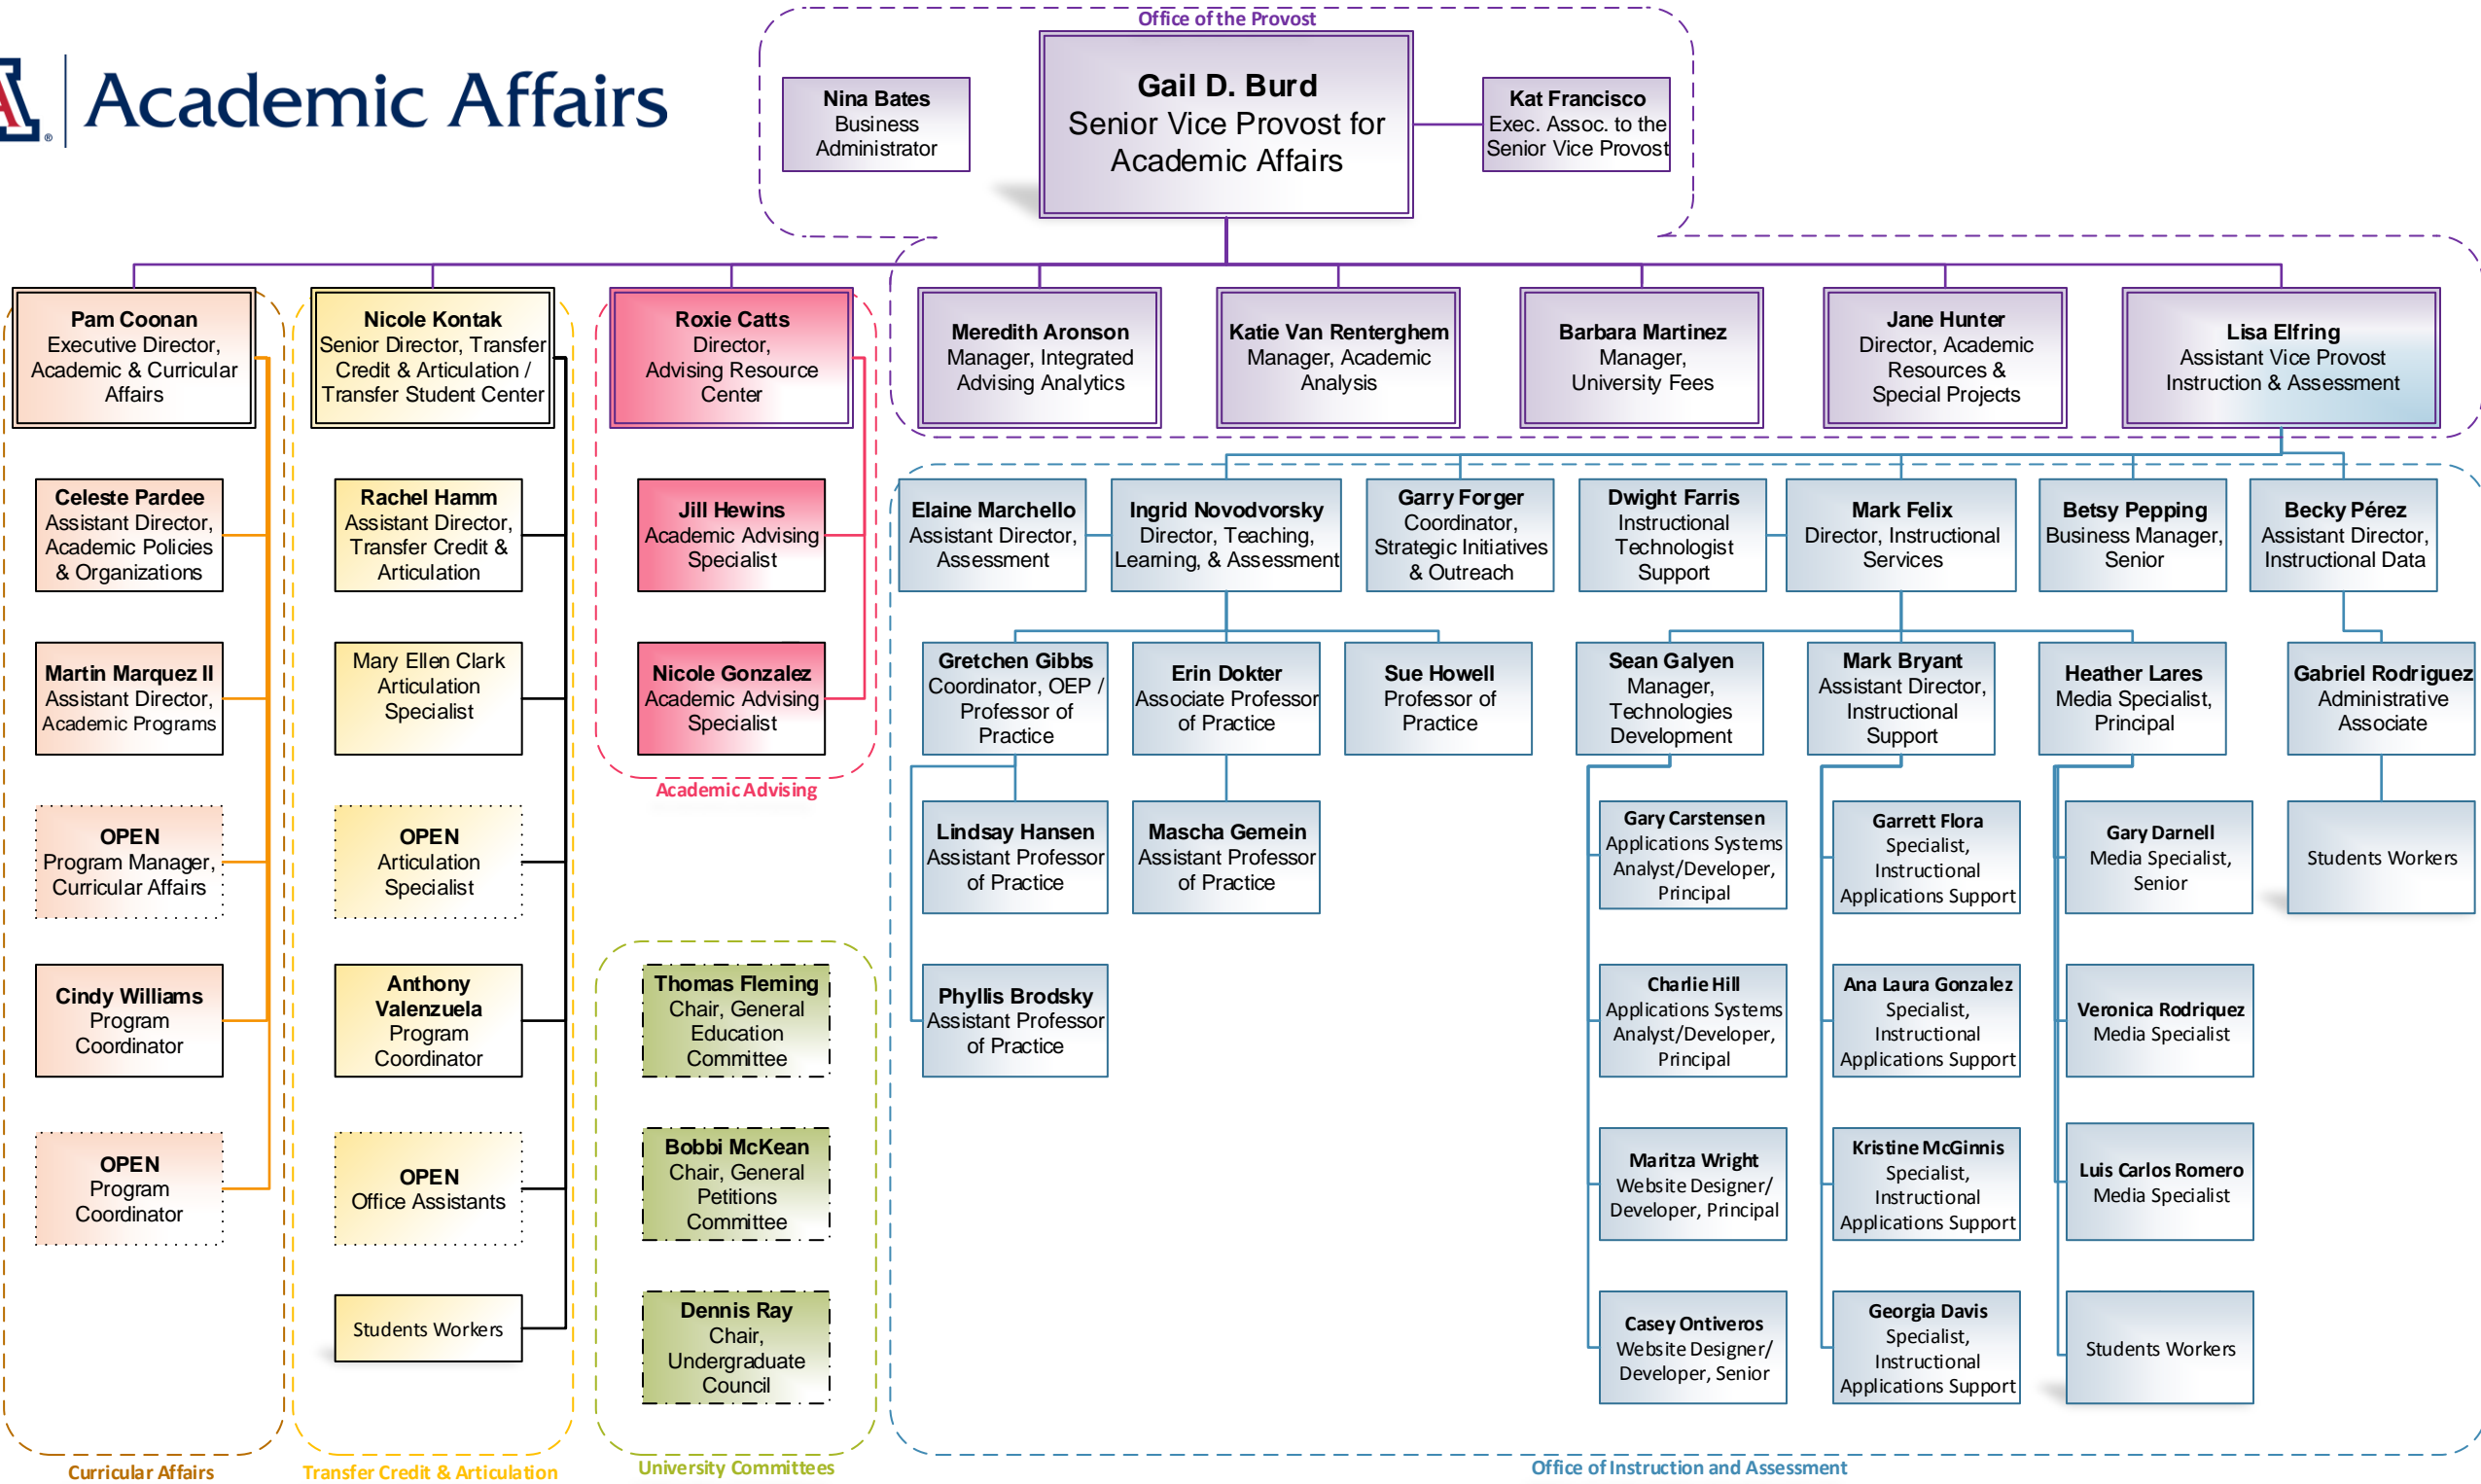 Office of the Provost
A
®
Academic Affairs
Nina Bates
Business
Administrator
Gail D. Burd
Senior Vice Provost for
Academic Affairs
Kat Francisco
Exec. Assoc. to the
Senior Vice Provost
Pam Coonan
Executive Director,
Academic & Curricular
Affairs
Nicole Kontak
Senior Director, Transfer
Credit & Articulation /
Transfer Student Center
Roxie Catts
Director,
Advising Resource
Center
Meredith Aronson
Manager, Integrated
Advising Analytics
Katie Van Renterghem
Manager, Academic
Analysis
Barbara Martinez
Manager,
University Fees
Jane Hunter
Director, Academic
Resources &
Special Projects
Lisa Elfring
Assistant Vice Provost
Instruction & Assessment
Celeste Pardee
Assistant Director,
Academic Policies
& Organizations
Rachel Hamm
Assistant Director,
Transfer Credit &
Articulation
Jill Hewins
Academic Advising
Specialist
Elaine Marchello
Assistant Director,
Assessment
Ingrid Novodvorsky
Director, Teaching,
Learning, & Assessment
Garry Forger
Coordinator,
Strategic Initiatives
& Outreach
Dwight Farris
Instructional
Technologist
Support
Mark Felix
Director, Instructional
Services
Betsy Pepping
Business Manager,
Senior
Becky Pérez
Assistant Director,
Instructional Data
Martin Marquez II
Assistant Director,
Academic Programs
Mary Ellen Clark
Articulation
Specialist
Nicole Gonzalez
Academic Advising
Specialist
Academic Advising
Gretchen Gibbs
Coordinator, OEP /
Professor of
Practice
Erin Dokter
Associate Professor
of Practice
Sue Howell
Professor of
Practice
Sean Galyen
Manager,
Technologies
Development
Mark Bryant
Assistant Director,
Instructional
Support
Heather Lares
Media Specialist,
Principal
Gabriel Rodriguez
Administrative
Associate
OPEN
Program Manager,
Curricular Affairs
OPEN
Articulation
Specialist
Lindsay Hansen
Assistant Professor
of Practice
Mascha Gemein
Assistant Professor
of Practice
Gary Carstensen
Applications Systems
Analyst/Developer,
Principal
Garrett Flora
Specialist,
Instructional
Applications Support
Gary Darnell
Media Specialist,
Senior
Students Workers
Cindy Williams
Program
Coordinator
Anthony
Valenzuela
Program
Coordinator
Thomas Fleming
Chair, General
Education
Committee
Phyllis Brodsky
Assistant Professor
of Practice
Charlie Hill
Applications Systems
Analyst/Developer,
Principal
Ana Laura Gonzalez
Specialist,
Instructional
Applications Support
Veronica Rodriquez
Media Specialist
OPEN
Program
Coordinator
OPEN
Office Assistants
Bobbi McKean
Chair, General
Petitions
Committee
Maritza Wright
Website Designer/
Developer, Principal
Kristine McGinnis
Specialist,
Instructional
Applications Support
Luis Carlos Romero
Media Specialist
Students Workers
Dennis Ray
Chair,
Undergraduate
Council
Casey Ontiveros
Website Designer/
Developer, Senior
Georgia Davis
Specialist,
Instructional
Applications Support
Students Workers
Curricular Affairs
Transfer Credit & Articulation
University Committees
Office of Instruction and Assessment